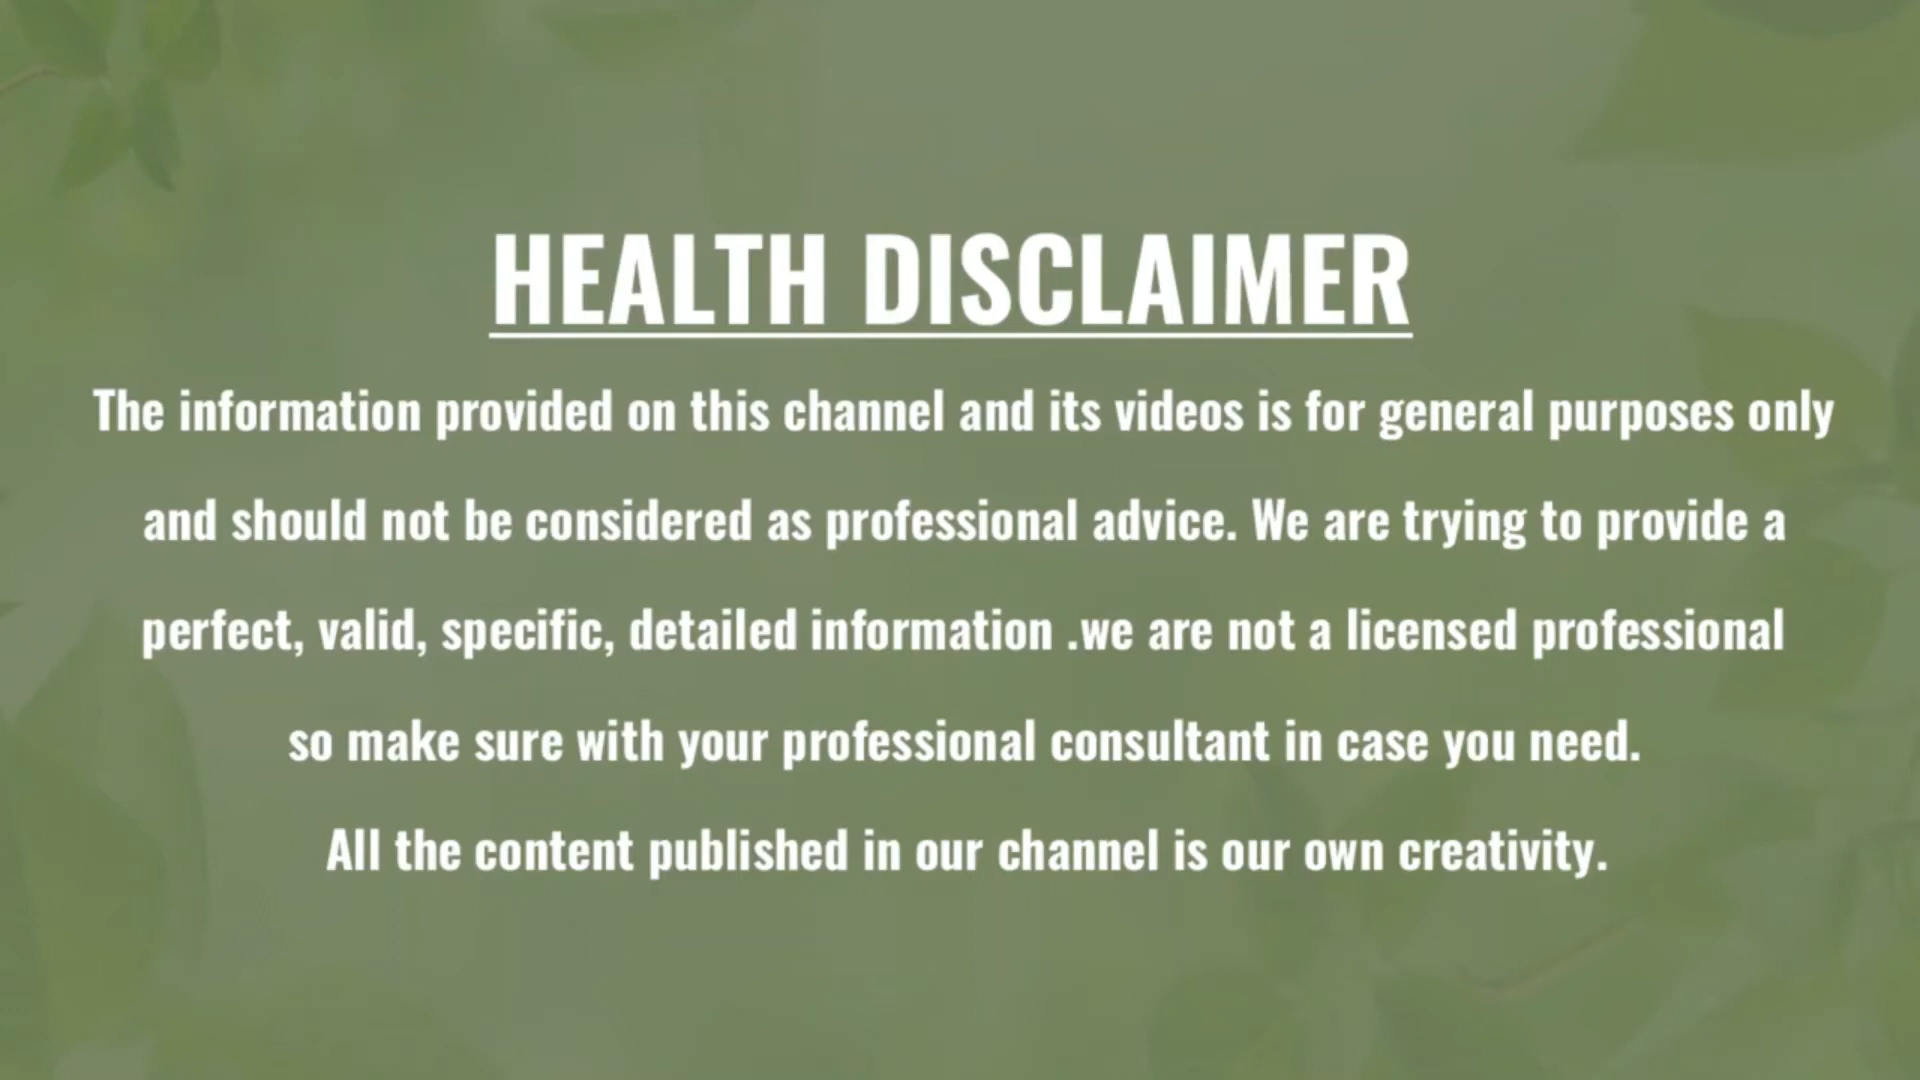 HEALTH DISCLAIMER
The information provided on this channel and its videos is for general purposes only
and should not be considered as professional advice. We are trying to provide a
perfect, valid, specific, detailed information .we are not a licensed professional
so make sure with your professional consultant in case you need.
All the content published in our channel is our own creativity.